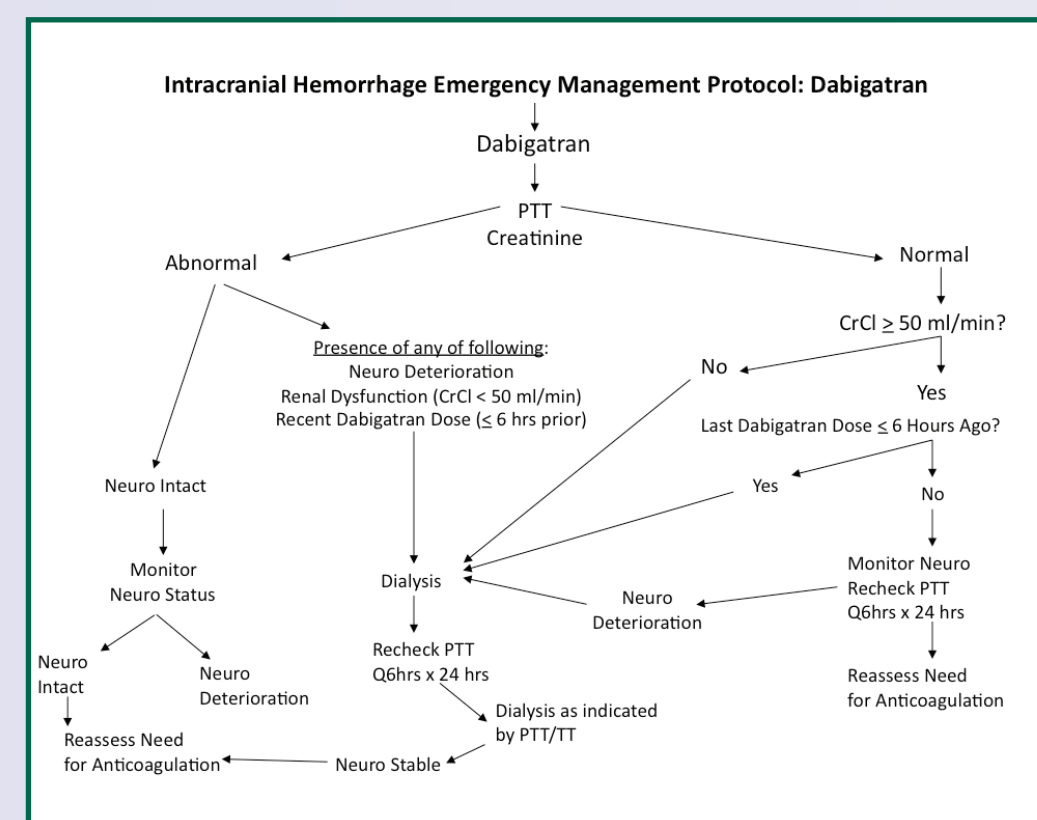 Intracranial Hemorrhage Emergency Management Protocol: Dabigatran
Dabigatran
PTT
Creatinine
Abnormal
Normal
CrCl ≥ 50 ml/min?
Presence of any of following:
Neuro Deterioration
Renal Dysfunction (CrCl < 50 ml/min)
Recent Dabigatran Dose (≤ 6 hrs prior)
No
Yes
Last Dabigatran Dose ≤ 6 Hours Ago?
Neuro Intact
Yes
No
Monitor
Neuro Status
Dialysis
Neuro
Deterioration
Monitor Neuro
Recheck PTT
Q6hrs x 24 hrs
Neuro
Intact
Neuro
Deterioration
Recheck PTT
Q6hrs x 24 hrs
Reassess Need
for Anticoagulation
Dialysis as indicated
by PTT/TT
Reassess Need
for Anticoagulation
Neuro Stable